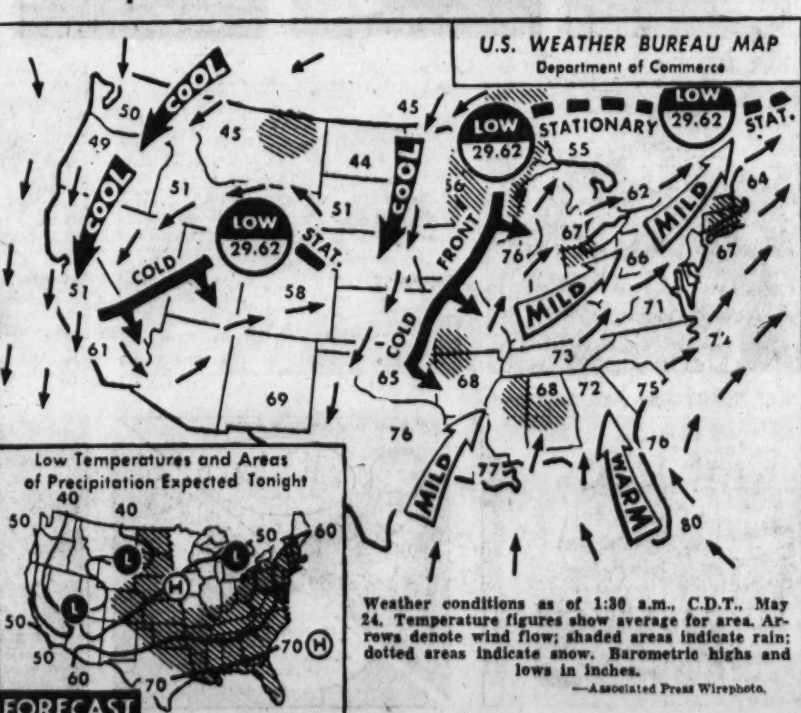 U.S. WEATHER BUREAU MAP
Department of Commerce
COOL
50
49
45
45
LOW
29.62
STATIONARY
LOW
29.62
STAT.
55
44
COOL
COOL
51
51
56
62
64
MILD
LOW
29.62
STAT.
COLD
FRONT
76
67
66
67
51
58
MILD
71
72
61
COLD
65
68
73
69
68
72
75
76
77
76
MILD
WARM
80
Low Temperatures and Areas
of Precipitation Expected Tonight
40
40
50
50
60
L
L
H
L
50
50
60
70
70
H
FORECAST
Weather conditions as of 1:30 a.m., C.D.T., May
24. Temperature figures show average for area. Ar-
rows denote wind flow; shaded areas indicate rain;
dotted areas indicate snow. Barometric highs and
lows in inches.
—Associated Press Wirephoto.